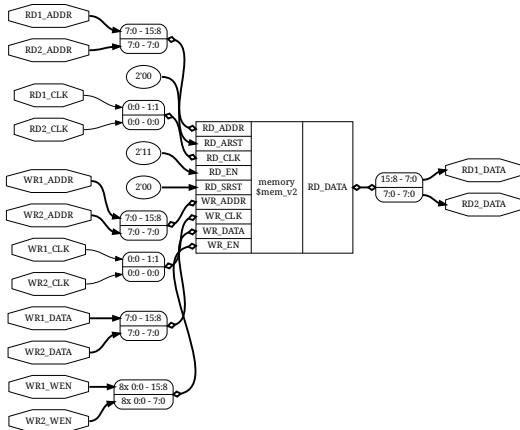 RD1_ADDR
RD2_ADDR
7:0 - 15:8
7:0 - 7:0
2'00
RD1_CLK
RD2_CLK
0:0 - 1:1
0:0 - 0:0
2'11
2'00
WR1_ADDR
WR2_ADDR
7:0 - 15:8
7:0 - 7:0
WR1_CLK
WR2_CLK
0:0 - 1:1
0:0 - 0:0
WR1_DATA
WR2_DATA
7:0 - 15:8
7:0 - 7:0
WR1_WEN
WR2_WEN
8x 0:0 - 15:8
8x 0:0 - 7:0
RD_ADDR
RD_ARST
RD_CLK
RD_EN
RD_SRST
WR_ADDR
WR_CLK
WR_DATA
WR_EN
memory
$mem_v2
RD_DATA
15:8 - 7:0
7:0 - 7:0
RD1_DATA
RD2_DATA